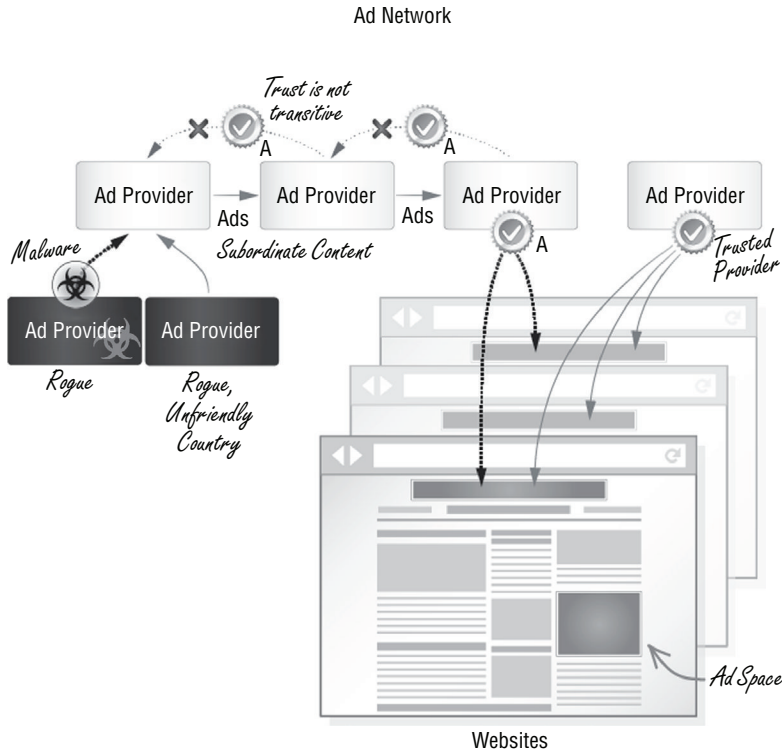 Ad Network
Trust is not
transitive
A
A
Ad Provider
Ad Provider
Ad Provider
Ad Provider
Ads
Ads
Subordinate Content
A
Trusted
Provider
Malware
Ad Provider
Ad Provider
Rogue
Rogue,
Unfriendly
Country
Ad Space
Websites